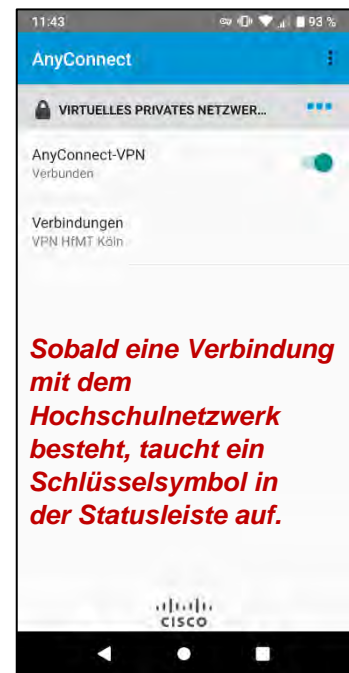 11:43
93 %
AnyConnect
VIRTUELLES PRIVATES NETZWER...
AnyConnect-VPN
Verbunden
Verbindungen
VPN HfMT Köln
Sobald eine Verbindung
mit dem
Hochschulnetzwerk
besteht, taucht ein
Schlüsselsymbol in
der Statusleiste auf.
CISCO